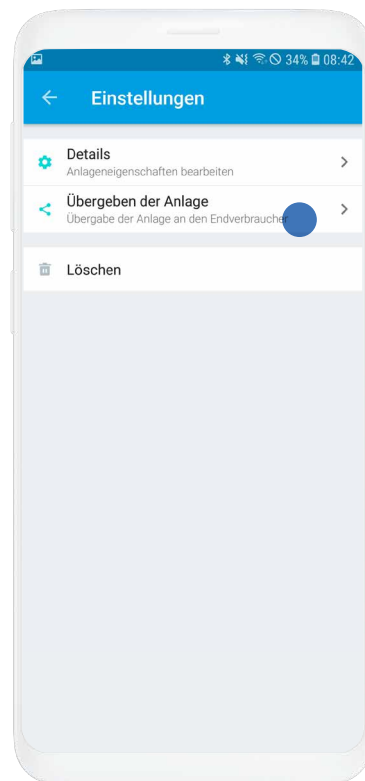 34% 08:42
Einstellungen
Details
Anlageneigenschaften bearbeiten
Übergeben der Anlage
Übergabe der Anlage an den Endverbraucher
Löschen